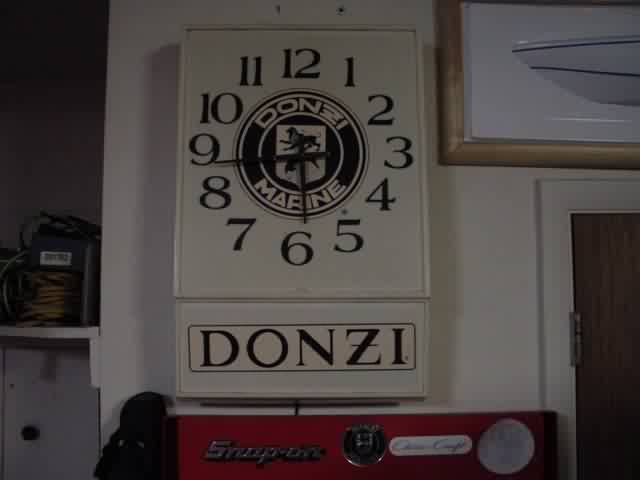 12
11
1
10
2
DONZI
9
3
MARINE
8
4
7
5
6
DONZI
Snap-on
Chris-Craft